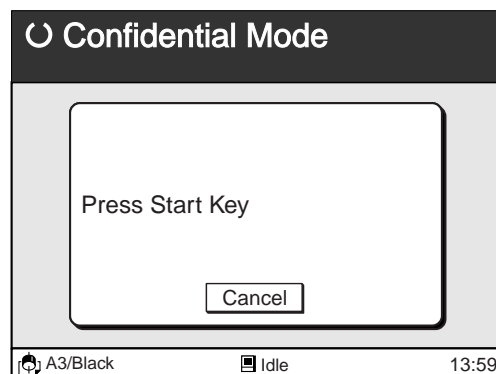 Confidential Mode
Press Start Key
Cancel
A3/Black Idle 13:59